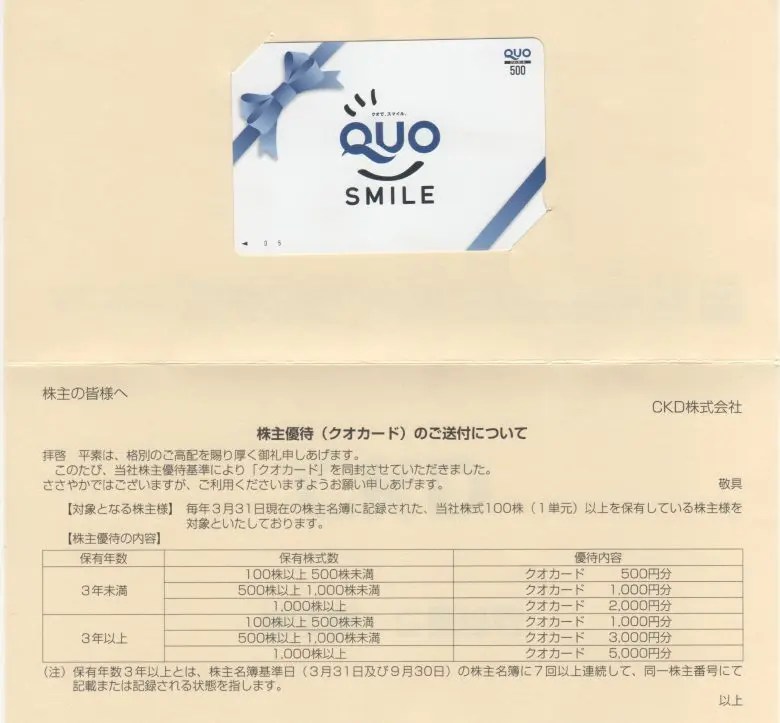 QUO
500
クオで、スマイル。
QUO
SMILE
◀ 0 5
株主の皆様へ
CKD株式会社
株主優待（クオカード）のご送付について
拝啓　平素は、格別のご高配を賜り厚く御礼申しあげます。
このたび、当社株主優待基準により「クオカード」を同封させていただきました。
ささやかではございますが、ご利用くださいますようお願い申しあげます。
敬具
【対象となる株主様】 毎年３月31日現在の株主名簿に記録された、当社株式100株（１単元）以上を保有している株主様を
対象といたしております。
【株主優待の内容】
保有年数 保有株式数 優待内容
３年未満 100株以上 500株未満 クオカード 500円分
500株以上 1,000株未満 クオカード 1,000円分
1,000株以上 クオカード 2,000円分
３年以上 100株以上 500株未満 クオカード 1,000円分
500株以上 1,000株未満 クオカード 3,000円分
1,000株以上 クオカード 5,000円分
（注）保有年数３年以上とは、株主名簿基準日（３月31日及び９月30日）の株主名簿に７回以上連続して、同一株主番号にて
記載または記録される状態を指します。
以上